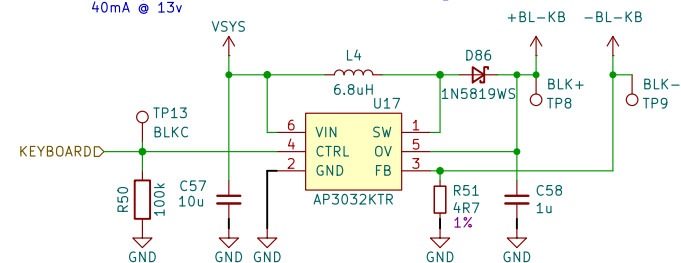 40mA @ 13v
VSYS
+BL-KB
-BL-KB
L4
6.8uH
D86
1N5819WS
BLK+
TP8
BLK-
TP9
TP13
BLKC
U17
6 VIN SW 1
4 CTRL OV 5
2 GND FB 3
AP3032KTR
KEYBOARD
R50
100k
C57
10u
R51
4R7
1%
C58
1u
GND
GND
GND
GND
GND